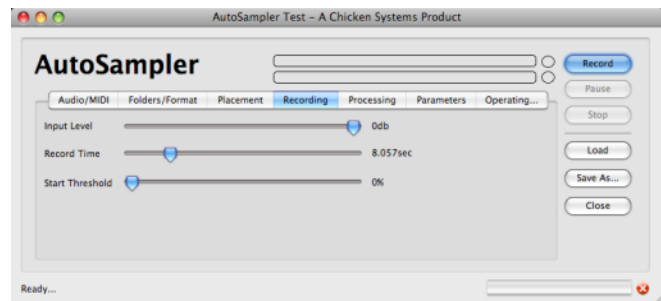 AutoSampler Test – A Chicken Systems Product
AutoSampler
Record
Pause
Stop
Load
Save As...
Close
Audio/MIDI Folders/Format Placement Recording Processing Parameters Operating...
Input Level 0db
Record Time 8.057sec
Start Threshold 0%
Ready...